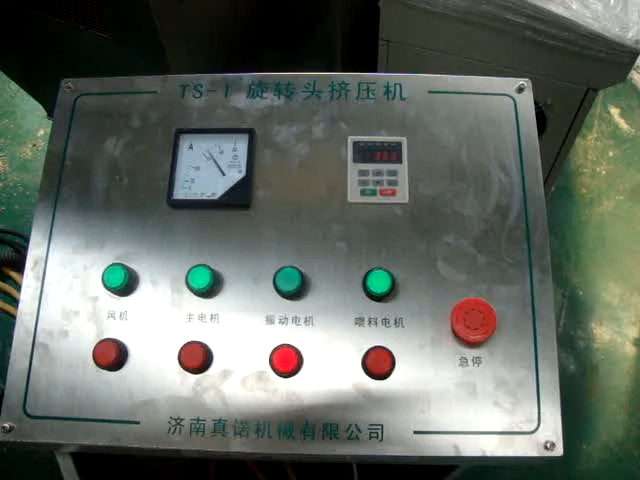 TS-1 旋转头挤压机
A
风机
主电机
振动电机
喂料电机
急停
济南真诺机械有限公司